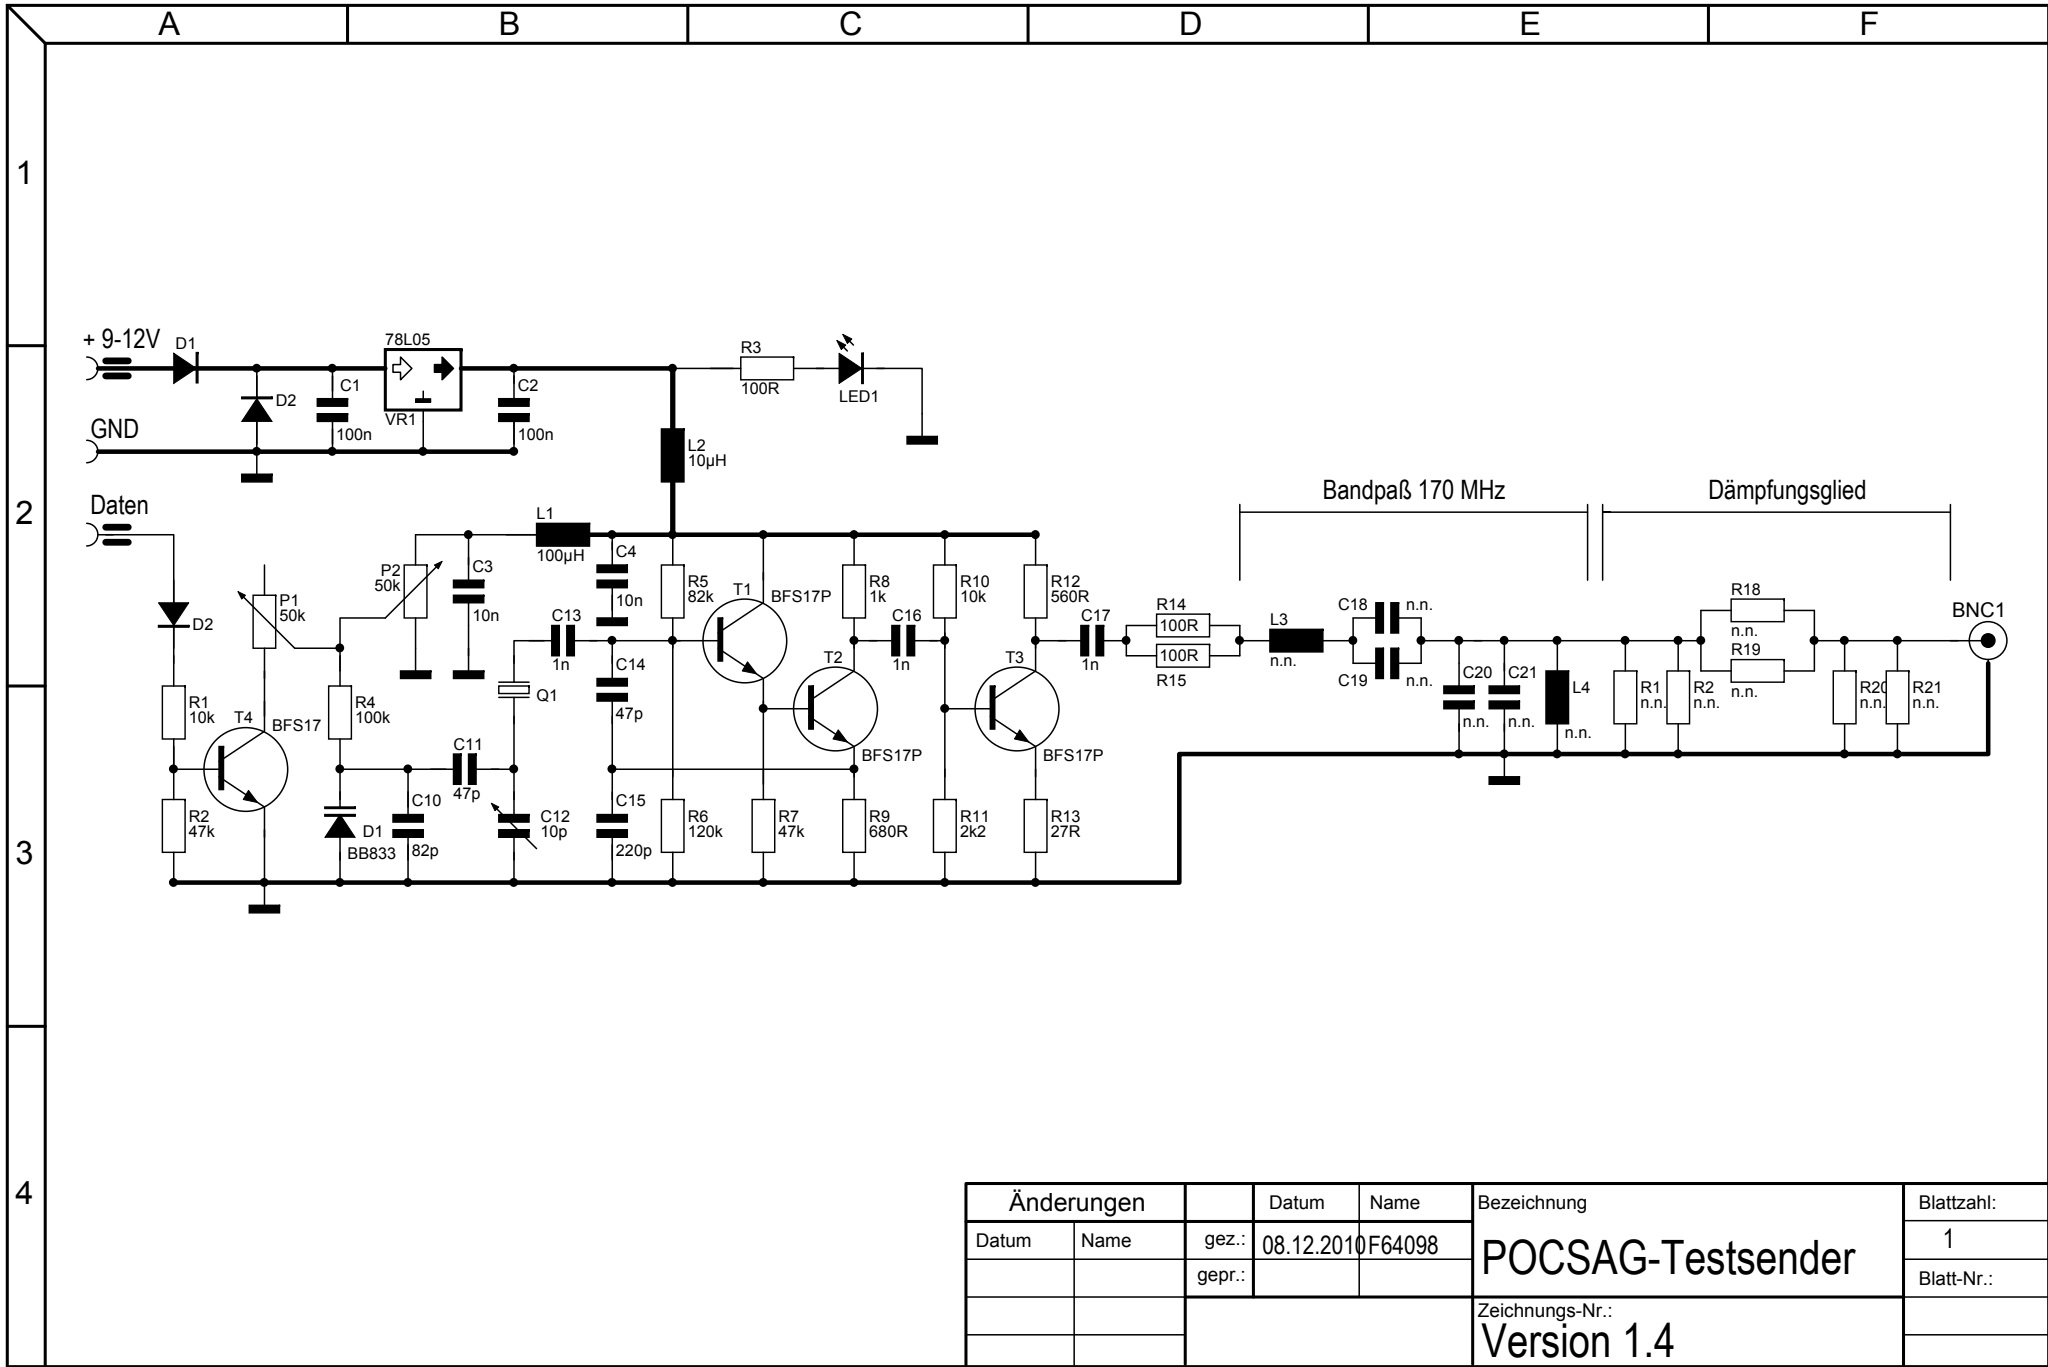 A B C D E F
1
2
3
4
+ 9-12V
D1
78L05
R3
100R
LED1
D2
C1
100n
VR1
C2
100n
GND
L2
10µH
Daten
L1
100µH
Bandpaß 170 MHz
Dämpfungsglied
D2
P1
50k
P2
50k
C3
10n
C4
10n
R5
82k
T1
BFS17P
R8
1k
R10
10k
R12
560R
C13
1n
C14
47p
Q1
T2
BFS17P
C16
1n
T3
BFS17P
C17
1n
R14
100R
100R
R15
L3
n.n.
C18
n.n.
C19
n.n.
C20
n.n.
C21
n.n.
L4
n.n.
R1
n.n.
R2
n.n.
R18
n.n.
R19
n.n.
R20
n.n.
R21
n.n.
BNC1
R1
10k
T4
BFS17
R4
100k
R2
47k
D1
BB833
C10
82p
C11
47p
C12
10p
C15
220p
R6
120k
R7
47k
R9
680R
R11
2k2
R13
27R
Änderungen
Datum Name
Datum Name
gez.: 08.12.2010 F64098
gepr.:
Bezeichnung
POCSAG-Testsender
Zeichnungs-Nr.:
Version 1.4
Blattzahl:
1
Blatt-Nr.: